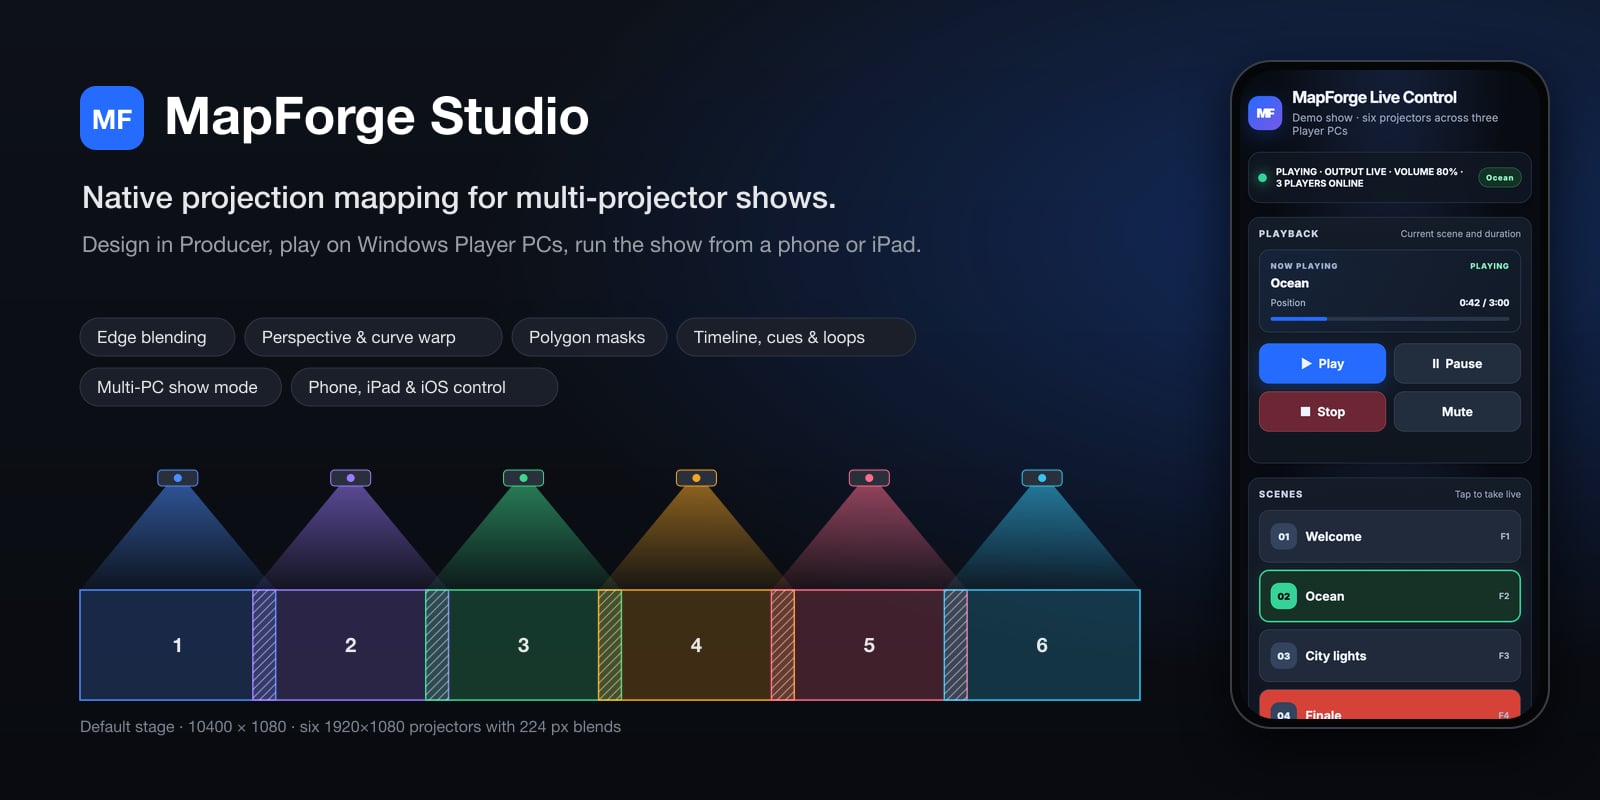 MF MapForge Studio
Native projection mapping for multi-projector shows.
Design in Producer, play on Windows Player PCs, run the show from a phone or iPad.
Edge blending
Perspective & curve warp
Polygon masks
Timeline, cues & loops
Multi-PC show mode
Phone, iPad & iOS control
1
2
3
4
5
6
Default stage · 10400 × 1080 · six 1920×1080 projectors with 224 px blends
MF
MapForge Live Control
Demo show · six projectors across three
Player PCs
PLAYING · OUTPUT LIVE · VOLUME 80% ·
3 PLAYERS ONLINE
Ocean
PLAYBACK
Current scene and duration
NOW PLAYING
PLAYING
Ocean
Position
0:42 / 3:00
Play
Pause
Stop
Mute
SCENES
Tap to take live
01 Welcome F1
02 Ocean F2
03 City lights F3
04 Finale F4